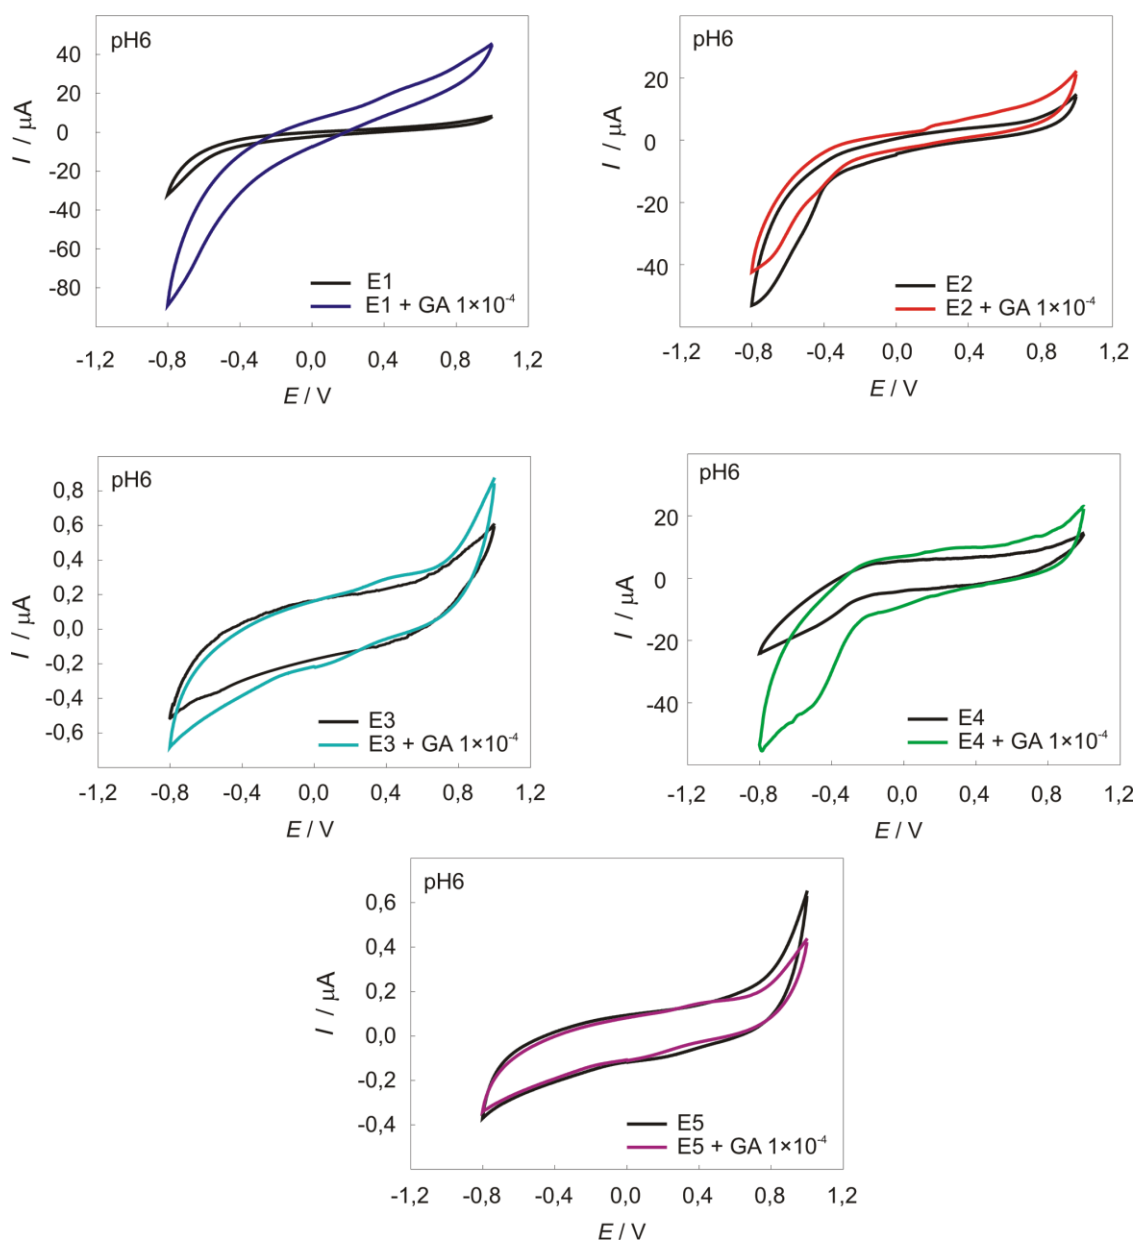 pH6
40
20
0
-20
-40
-60
-80
I / μA
E1
E1 + GA 1×10⁻⁴
-1,2 -0,8 -0,4 0,0 0,4 0,8 1,2
E / V
pH6
20
0
-20
-40
I / μA
E2
E2 + GA 1×10⁻⁴
-1,2 -0,8 -0,4 0,0 0,4 0,8 1,2
E / V
pH6
0,8
0,6
0,4
0,2
0,0
-0,2
-0,4
-0,6
I / μA
E3
E3 + GA 1×10⁻⁴
-1,2 -0,8 -0,4 0,0 0,4 0,8 1,2
E / V
pH6
20
0
-20
-40
I / μA
E4
E4 + GA 1×10⁻⁴
-1,2 -0,8 -0,4 0,0 0,4 0,8 1,2
E / V
pH6
0,6
0,4
0,2
0,0
-0,2
-0,4
I / μA
E5
E5 + GA 1×10⁻⁴
-1,2 -0,8 -0,4 0,0 0,4 0,8 1,2
E / V